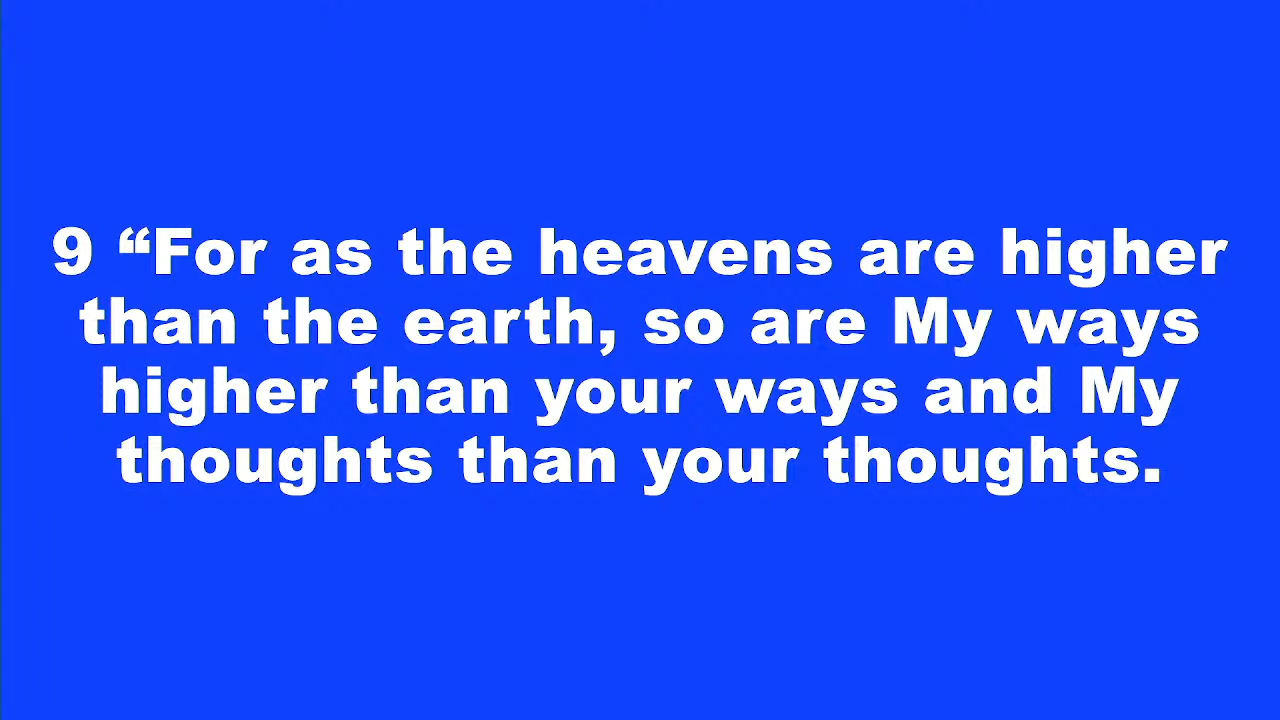 9 “For as the heavens are higher
than the earth, so are My ways
higher than your ways and My
thoughts than your thoughts.